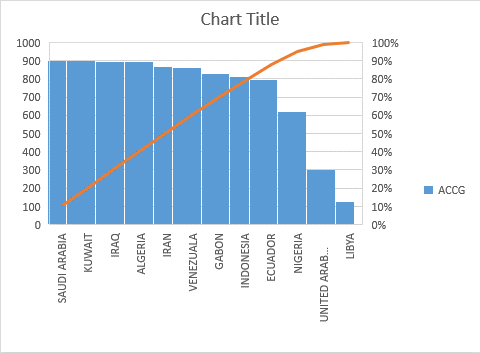 Chart Title
1000
900
800
700
600
500
400
300
200
100
0
100%
90%
80%
70%
60%
50%
40%
30%
20%
10%
0%
SAUDI ARABIA
KUWAIT
IRAQ
ALGERIA
IRAN
VENEZUALA
GABON
INDONESIA
ECUADOR
NIGERIA
UNITED ARAB...
LIBYA
ACCG